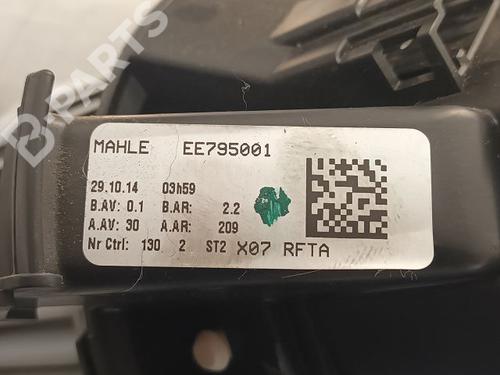 B-PARTS
MAHLE EE795001
29.10.14 03h59
B.AV: 0.1 B.AR: 2.2
A.AV: 30 A.AR: 209
Nr Ctrl: 130 2 ST2 X07 RFTA